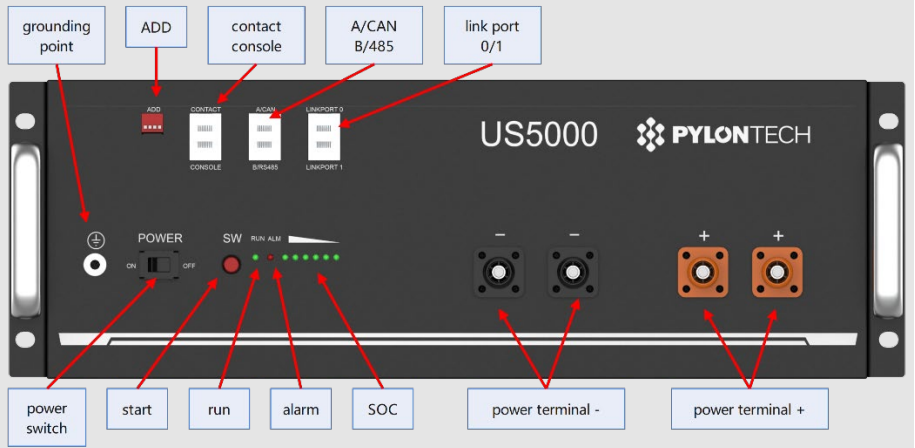 grounding
point
ADD
contact
console
A/CAN
B/485
link port
0/1
ADD
CONTACT
A/CAN
LINKPORT 0
CONSOLE
B/RS485
LINKPORT 1
US5000
PYLONTECH
POWER
ON
OFF
SW
RUN
ALM
−
−
+
+
power
switch
start
run
alarm
SOC
power terminal -
power terminal +